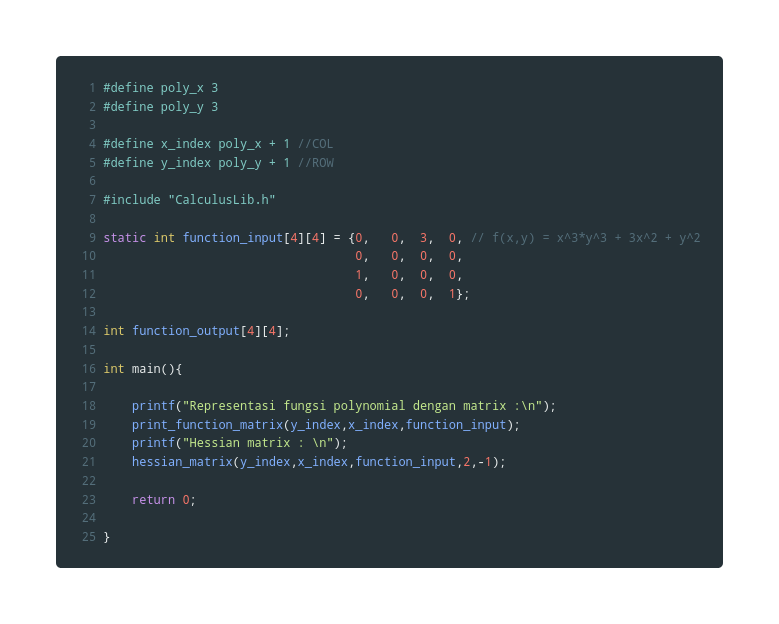 1 #define poly_x 3
2 #define poly_y 3
3
4 #define x_index poly_x + 1 //COL
5 #define y_index poly_y + 1 //ROW
6
7 #include "CalculusLib.h"
8
9 static int function_input[4][4] = {0,   0,  3,  0, // f(x,y) = x^3*y^3 + 3x^2 + y^2
10                                    0,   0,  0,  0,
11                                    1,   0,  0,  0,
12                                    0,   0,  0,  1};
13
14 int function_output[4][4];
15
16 int main(){
17
18     printf("Representasi fungsi polynomial dengan matrix :\n");
19     print_function_matrix(y_index,x_index,function_input);
20     printf("Hessian matrix : \n");
21     hessian_matrix(y_index,x_index,function_input,2,-1);
22
23     return 0;
24
25 }